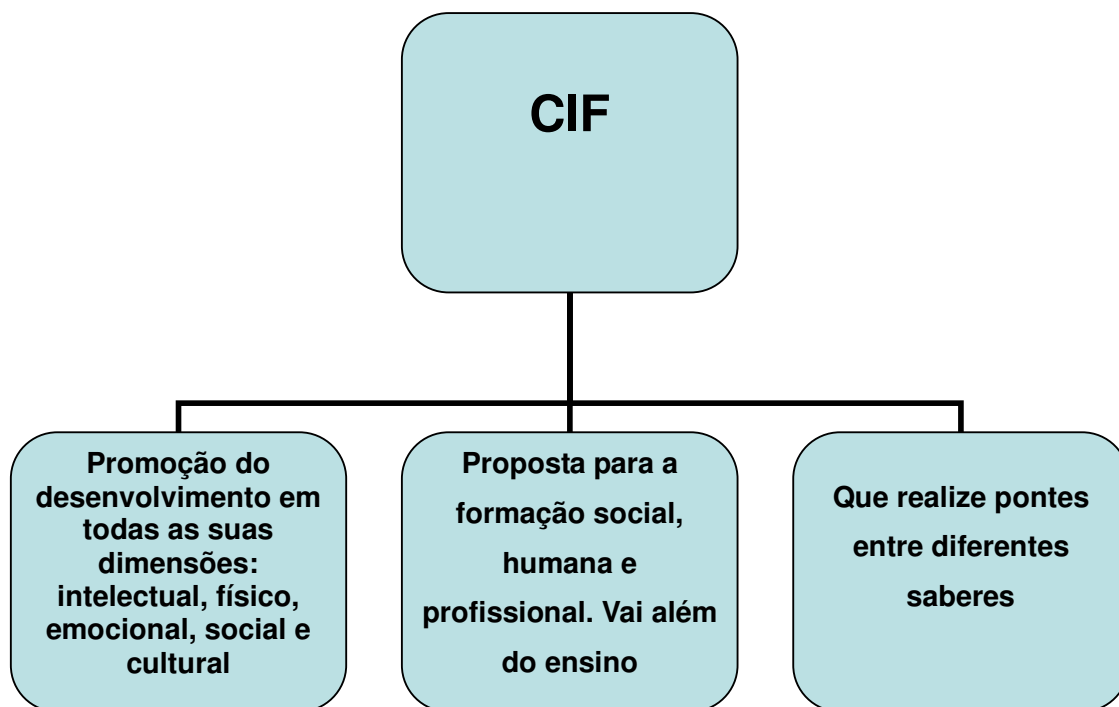 CIF
Promoção do
desenvolvimento em
todas as suas
dimensões:
intelectual, físico,
emocional, social e
cultural
Proposta para a
formação social,
humana e
profissional. Vai além
do ensino
Que realize pontes
entre diferentes
saberes